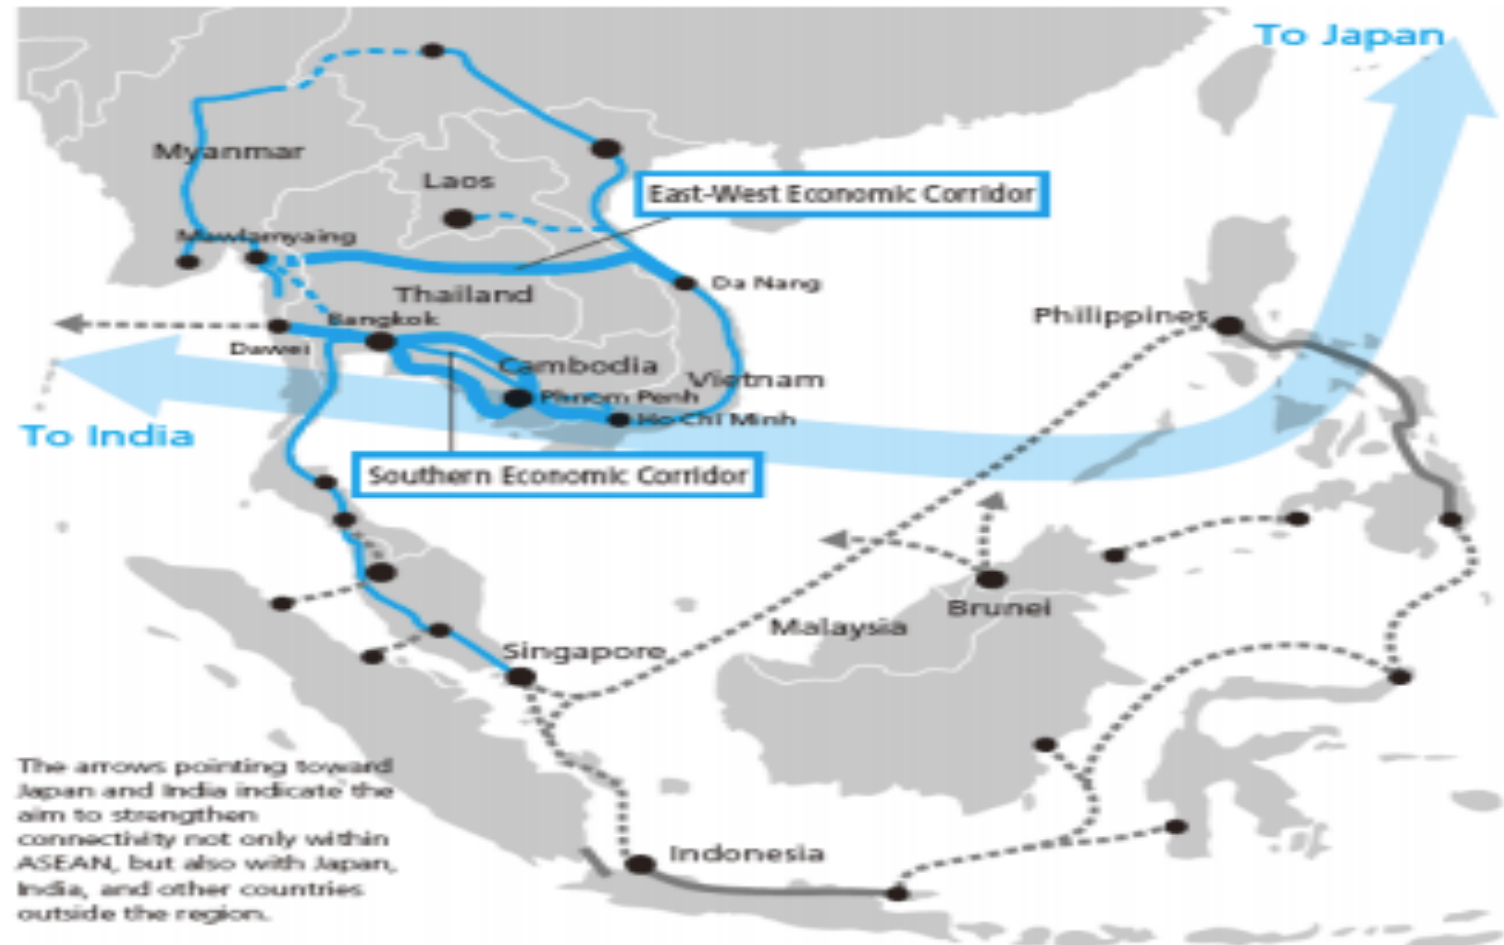 To Japan
Myanmar
Laos
East-West Economic Corridor
Mawlamyaing
Da Nang
Thailand
Bangkok
Philippines
Dawei
Cambodia
Vietnam
Phnom Penh
Ho Chi Minh
To India
Southern Economic Corridor
Brunei
Malaysia
Singapore
Indonesia
The arrows pointing toward
Japan and India indicate the
aim to strengthen
connectivity not only within
ASEAN, but also with Japan,
India, and other countries
outside the region.